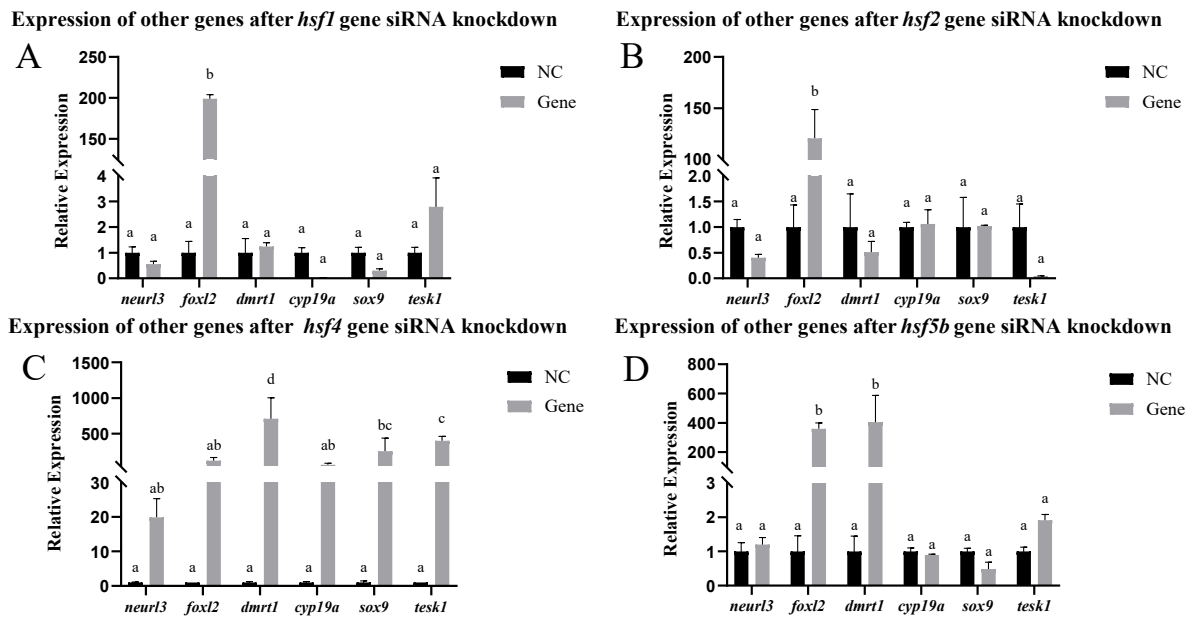 Expression of other genes after hsf1 gene siRNA knockdown
A
Relative Expression
250
200
150
4
3
2
1
0
a a a b a a a a a a a a
neurl3 foxl2 dmrt1 cyp19a sox9 tesk1
NC
Gene
Expression of other genes after hsf2 gene siRNA knockdown
B
Relative Expression
200
150
100
2.0
1.5
1.0
0.5
0.0
a a a b a a a a a a a a
neurl3 foxl2 dmrt1 cyp19a sox9 tesk1
NC
Gene
Expression of other genes after hsf4 gene siRNA knockdown
C
Relative Expression
1500
1000
500
30
20
10
0
a ab a ab a d a ab a bc a c
neurl3 foxl2 dmrt1 cyp19a sox9 tesk1
NC
Gene
Expression of other genes after hsf5b gene siRNA knockdown
D
Relative Expression
800
600
400
200
3
2
1
0
a a a b a b a a a a a a
neurl3 foxl2 dmrt1 cyp19a sox9 tesk1
NC
Gene